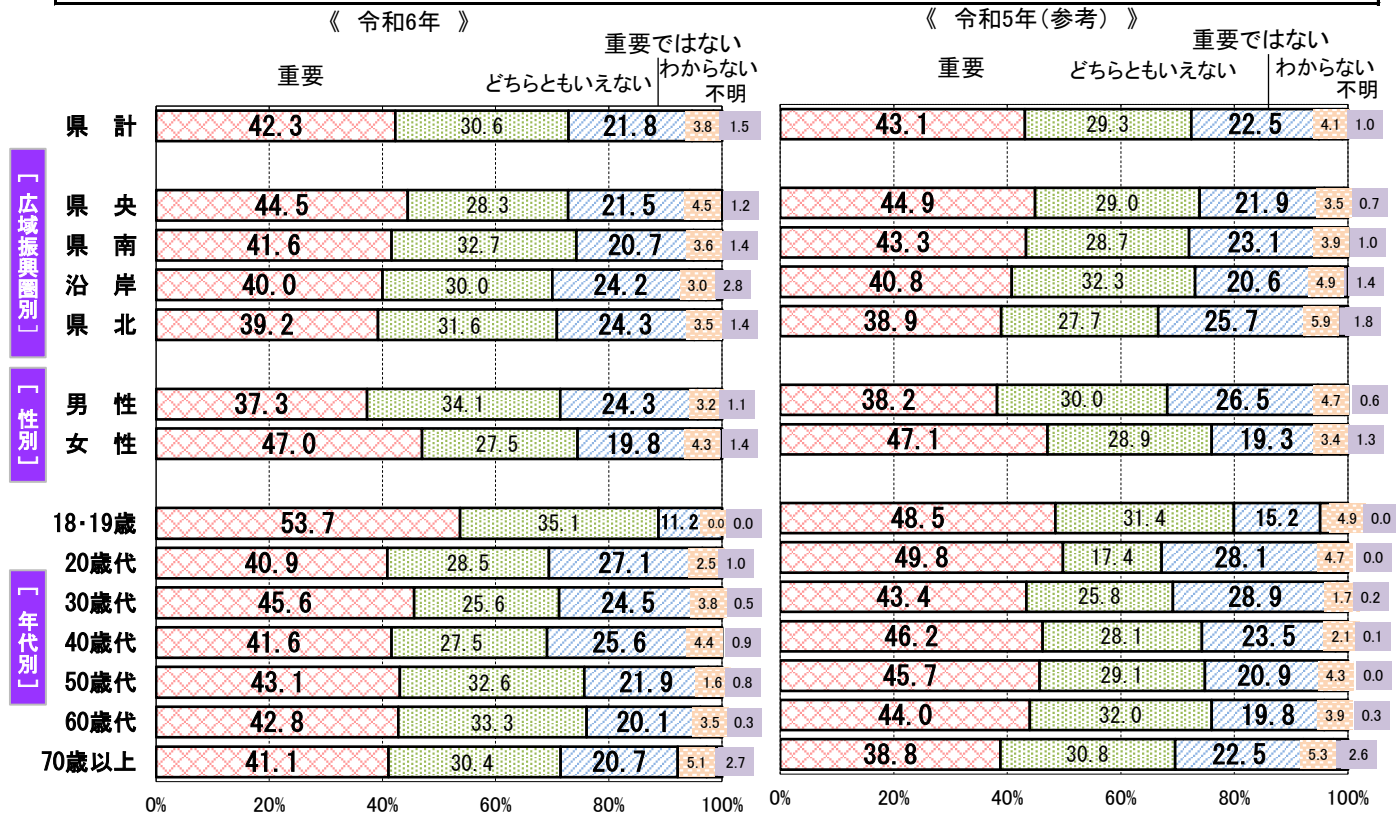 《 令和6年 》
《 令和5年(参考) 》
重要ではない
重要ではない
重要
どちらともいえない
わからない
不明
重要
どちらともいえない
わからない
不明
県 計
42.3 30.6 21.8 3.8 1.5
43.1 29.3 22.5 4.1 1.0
[広域振興圏別]
県 央
44.5 28.3 21.5 4.5 1.2
44.9 29.0 21.9 3.5 0.7
県 南
41.6 32.7 20.7 3.6 1.4
43.3 28.7 23.1 3.9 1.0
沿 岸
40.0 30.0 24.2 3.0 2.8
40.8 32.3 20.6 4.9 1.4
県 北
39.2 31.6 24.3 3.5 1.4
38.9 27.7 25.7 5.9 1.8
[性別]
男 性
37.3 34.1 24.3 3.2 1.1
38.2 30.0 26.5 4.7 0.6
女 性
47.0 27.5 19.8 4.3 1.4
47.1 28.9 19.3 3.4 1.3
[年代別]
18・19歳
53.7 35.1 11.2 0.0 0.0
48.5 31.4 15.2 4.9 0.0
20歳代
40.9 28.5 27.1 2.5 1.0
49.8 17.4 28.1 4.7 0.0
30歳代
45.6 25.6 24.5 3.8 0.5
43.4 25.8 28.9 1.7 0.2
40歳代
41.6 27.5 25.6 4.4 0.9
46.2 28.1 23.5 2.1 0.1
50歳代
43.1 32.6 21.9 1.6 0.8
45.7 29.1 20.9 4.3 0.0
60歳代
42.8 33.3 20.1 3.5 0.3
44.0 32.0 19.8 3.9 0.3
70歳以上
41.1 30.4 20.7 5.1 2.7
38.8 30.8 22.5 5.3 2.6
0% 20% 40% 60% 80% 100%
0% 20% 40% 60% 80% 100%